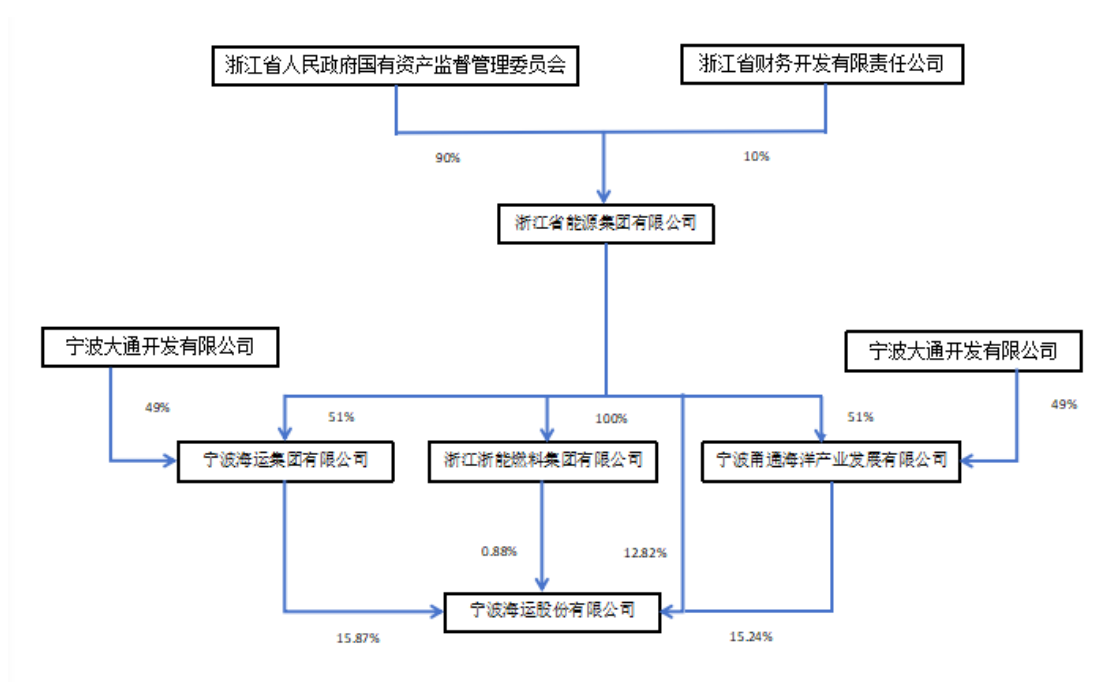 浙江省人民政府国有资产监督管理委员会
浙江省财务开发有限责任公司
90%
10%
浙江省能源集团有限公司
宁波大通开发有限公司
宁波大通开发有限公司
49%
51%
100%
51%
49%
宁波海运集团有限公司
浙江浙能燃料集团有限公司
宁波甬通海洋产业发展有限公司
0.88%
12.82%
宁波海运股份有限公司
15.87%
15.24%